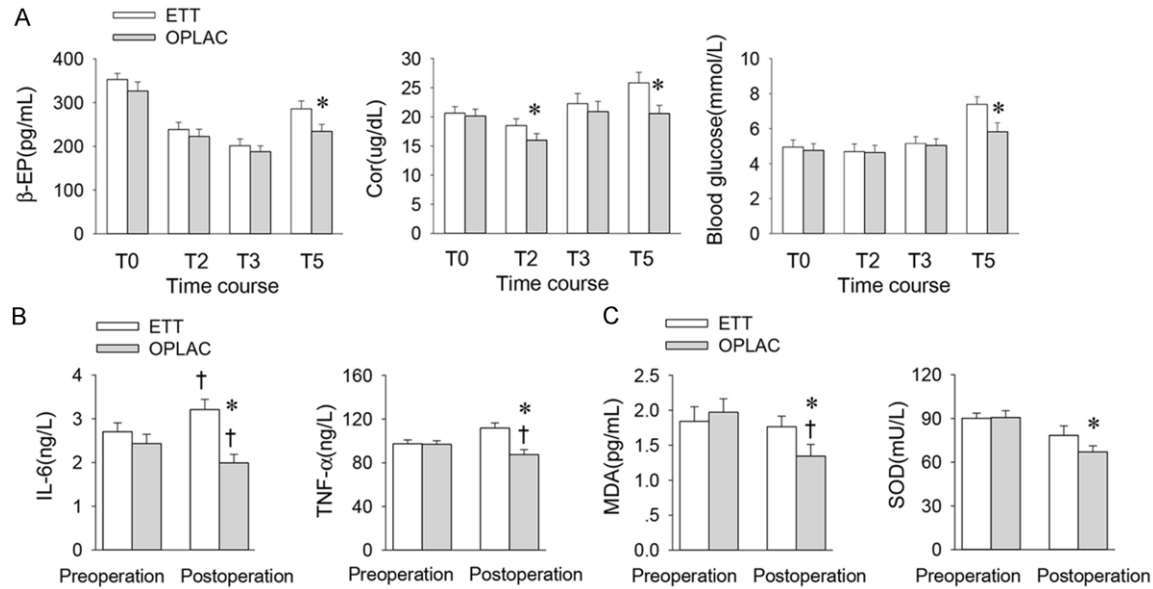 A
ETT
OPLAC
β-EP(pg/mL)
400
300
200
100
0
*
T0 T2 T3 T5
Time course
Cor(ug/dL)
30
25
20
15
10
5
0
* *
T0 T2 T3 T5
Time course
Blood glucose(mmol/L)
10
8
6
4
2
0
*
T0 T2 T3 T5
Time course
B
ETT
OPLAC
IL-6(ng/L)
4
3
2
1
0
† *
†
Preoperation Postoperation
TNF-α(ng/L)
160
120
80
40
0
*
†
Preoperation Postoperation
C
ETT
OPLAC
MDA(pg/mL)
2.5
2.0
1.5
1.0
.5
0.0
*
†
Preoperation Postoperation
SOD(mU/L)
120
90
60
30
0
*
Preoperation Postoperation